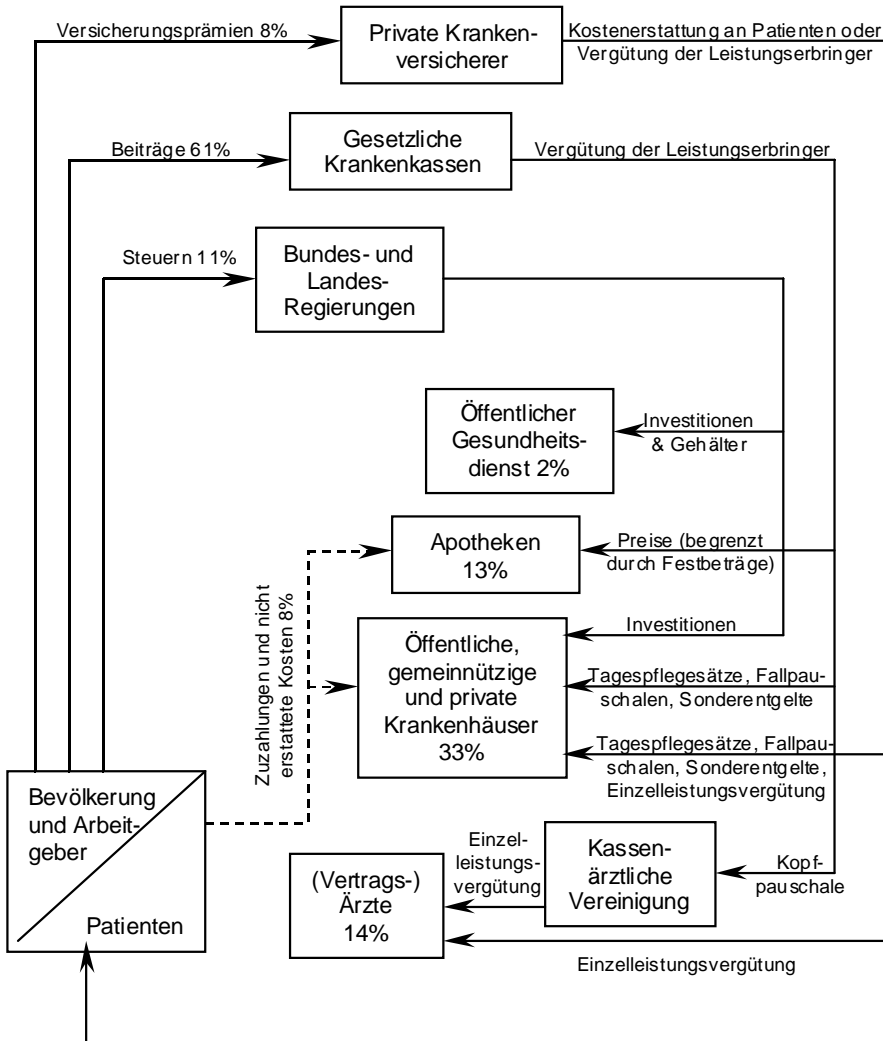 Versicherungsprämien 8%
Private Kranken-
versicherer
Kostenerstattung an Patienten oder
Vergütung der Leistungserbringer
Beiträge 61%
Gesetzliche
Krankenkassen
Vergütung der Leistungserbringer
Steuern 11%
Bundes- und
Landes-
Regierungen
Öffentlicher
Gesundheits-
dienst 2%
Investitionen
& Gehälter
Apotheken
13%
Preise (begrenzt
durch Festbeträge)
Zuzahlungen und nicht
erstattete Kosten 8%
Öffentliche,
gemeinnützige
und private
Krankenhäuser
33%
Investitionen
Tagespflegesätze, Fallpau-
schalen, Sonderentgelte
Tagespflegesätze, Fallpau-
schalen, Sonderentgelte,
Einzelleistungsvergütung
Bevölkerung
und Arbeit-
geber
Patienten
(Vertrags-)
Ärzte
14%
Einzel-
leistungs-
vergütung
Kassen-
ärztliche
Vereinigung
Kopf-
pauschale
Einzelleistungsvergütung